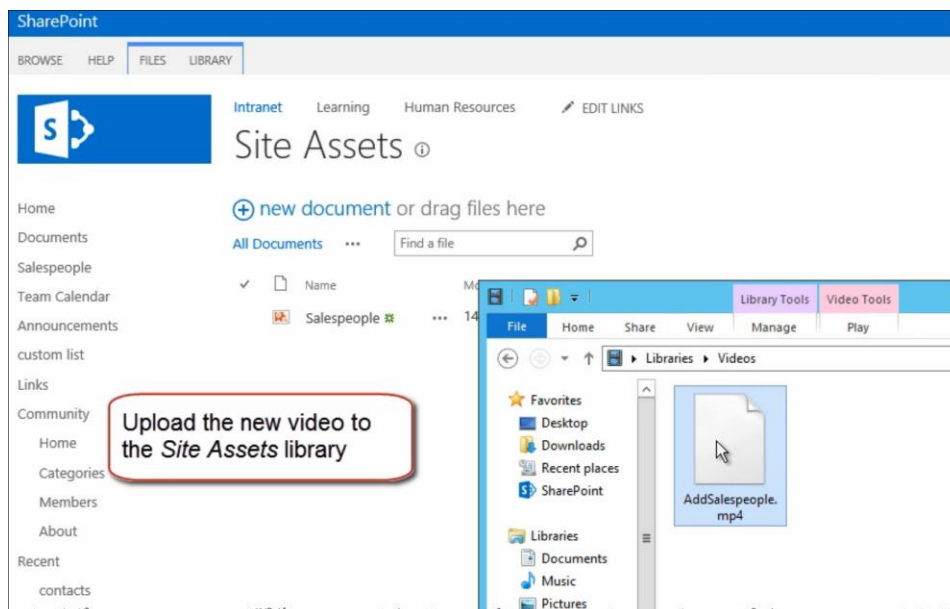 SharePoint
BROWSE HELP FILES LIBRARY
S
Intranet Learning Human Resources EDIT LINKS
Site Assets
Home
Documents
Salespeople
Team Calendar
Announcements
custom list
Links
Community
Home
Categories
Members
About
Recent
contacts
new document or drag files here
All Documents ••• Find a file
Name
Salespeople ••• 14
Upload the new video to
the Site Assets library
Library Tools Video Tools
File Home Share View Manage Play
Libraries Videos
Favorites
Desktop
Downloads
Recent places
SharePoint
Libraries
Documents
Music
Pictures
AddSalespeople.
mp4